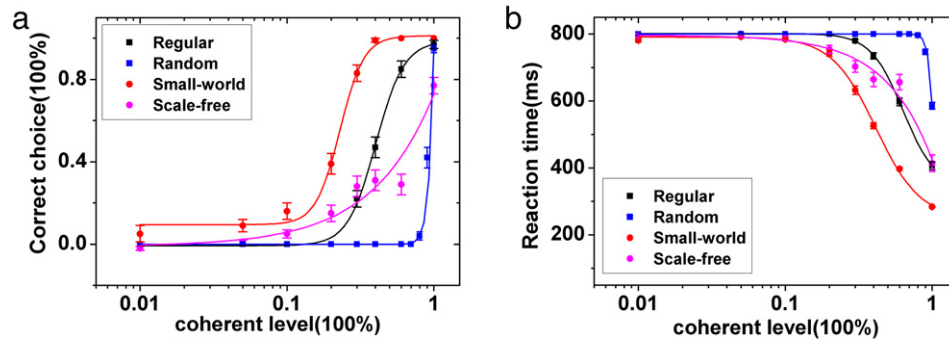 a
Correct choice(100%)
0.8
0.4
0.0
Regular
Random
Small-world
Scale-free
0.01
0.1
1
coherent level(100%)
b
Reaction time(ms)
800
600
400
200
Regular
Random
Small-world
Scale-free
0.01
0.1
1
coherent level(100%)